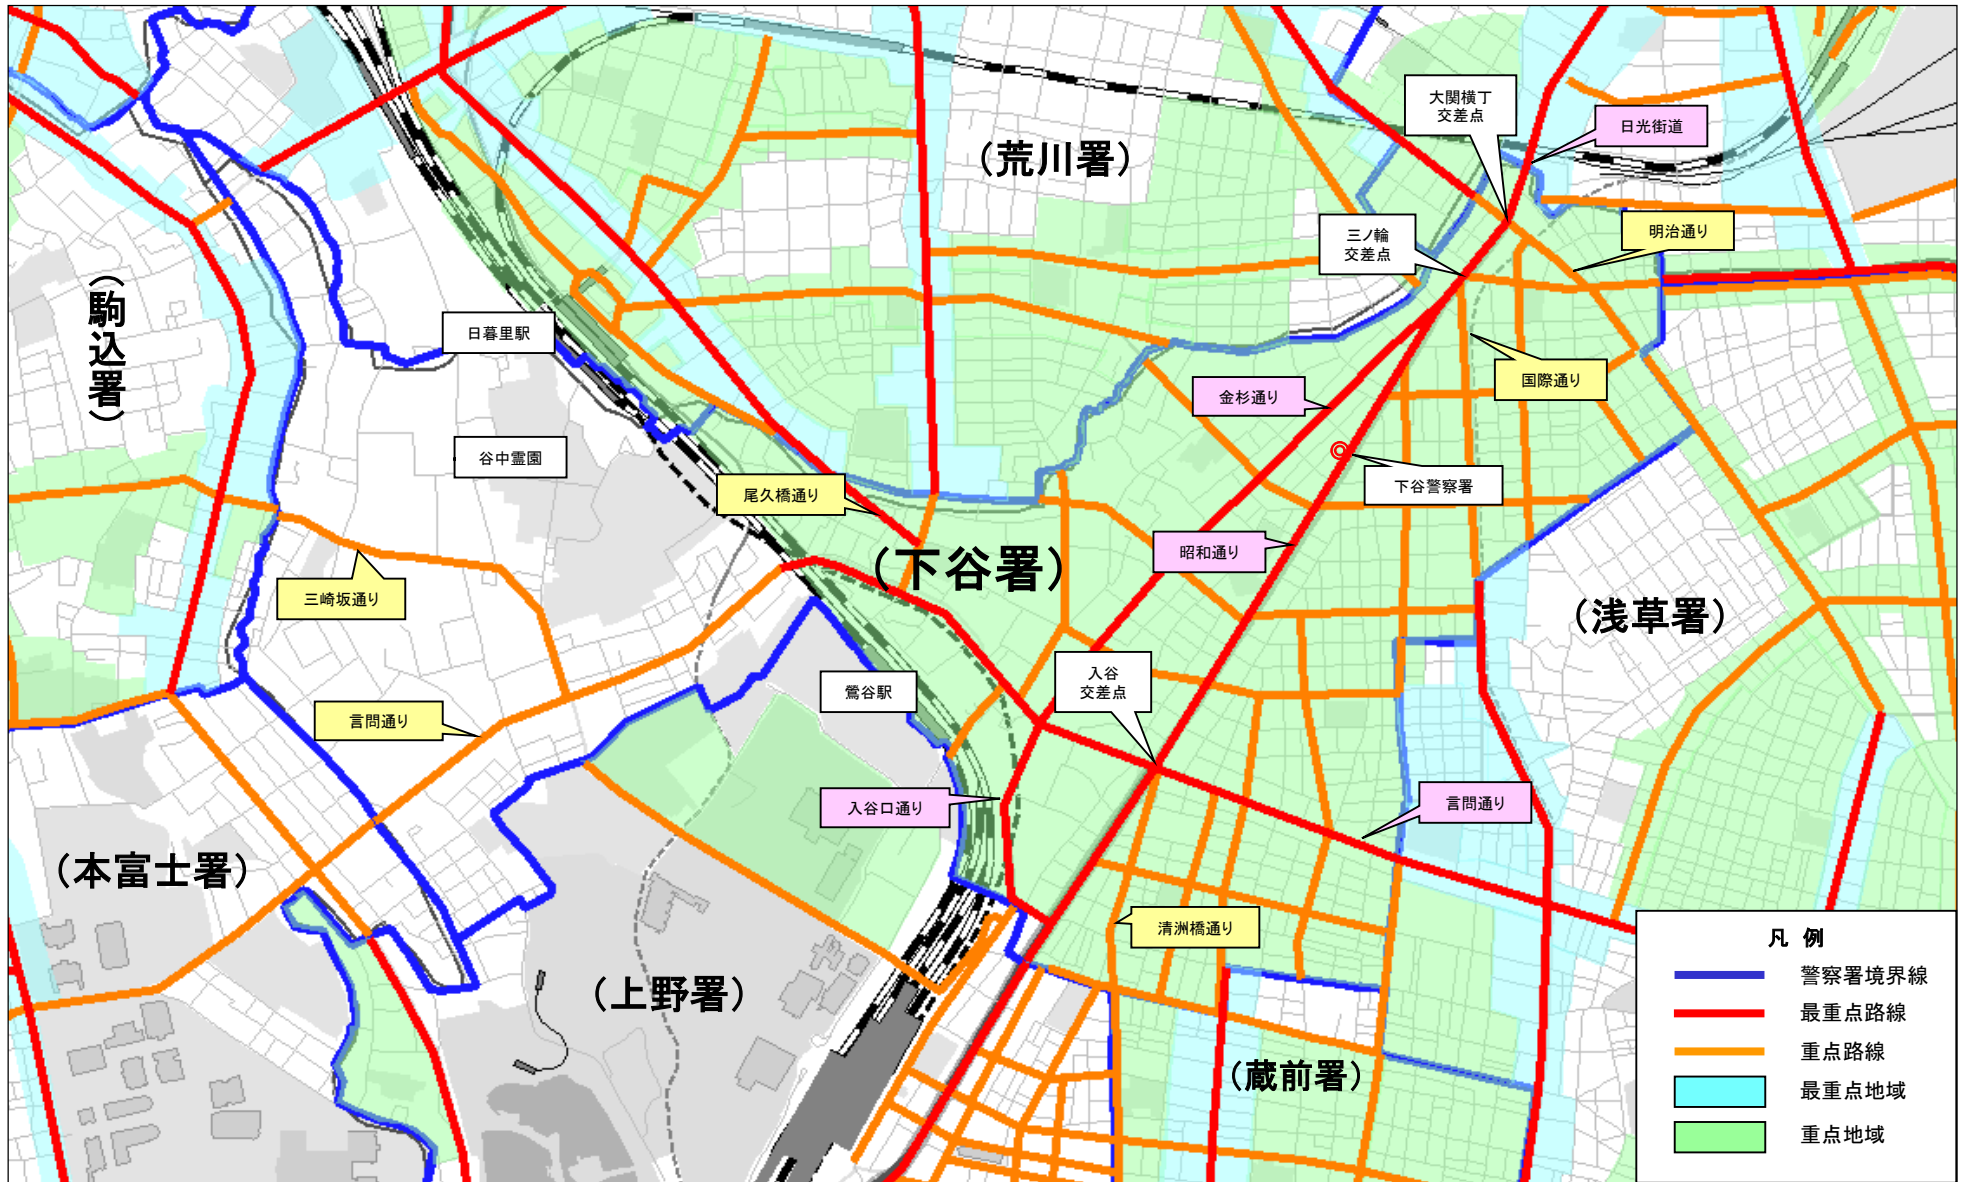 大関横丁
交差点
日光街道
(荒川署)
三ノ輪
交差点
明治通り
(駒込署)
日暮里駅
国際通り
金杉通り
谷中霊園
下谷警察署
尾久橋通り
昭和通り
(下谷署)
三崎坂通り
(浅草署)
入谷
交差点
鶯谷駅
言問通り
入谷口通り
言問通り
(本富士署)
清洲橋通り
(上野署)
(蔵前署)
凡 例
警察署境界線
最重点路線
重点路線
最重点地域
重点地域